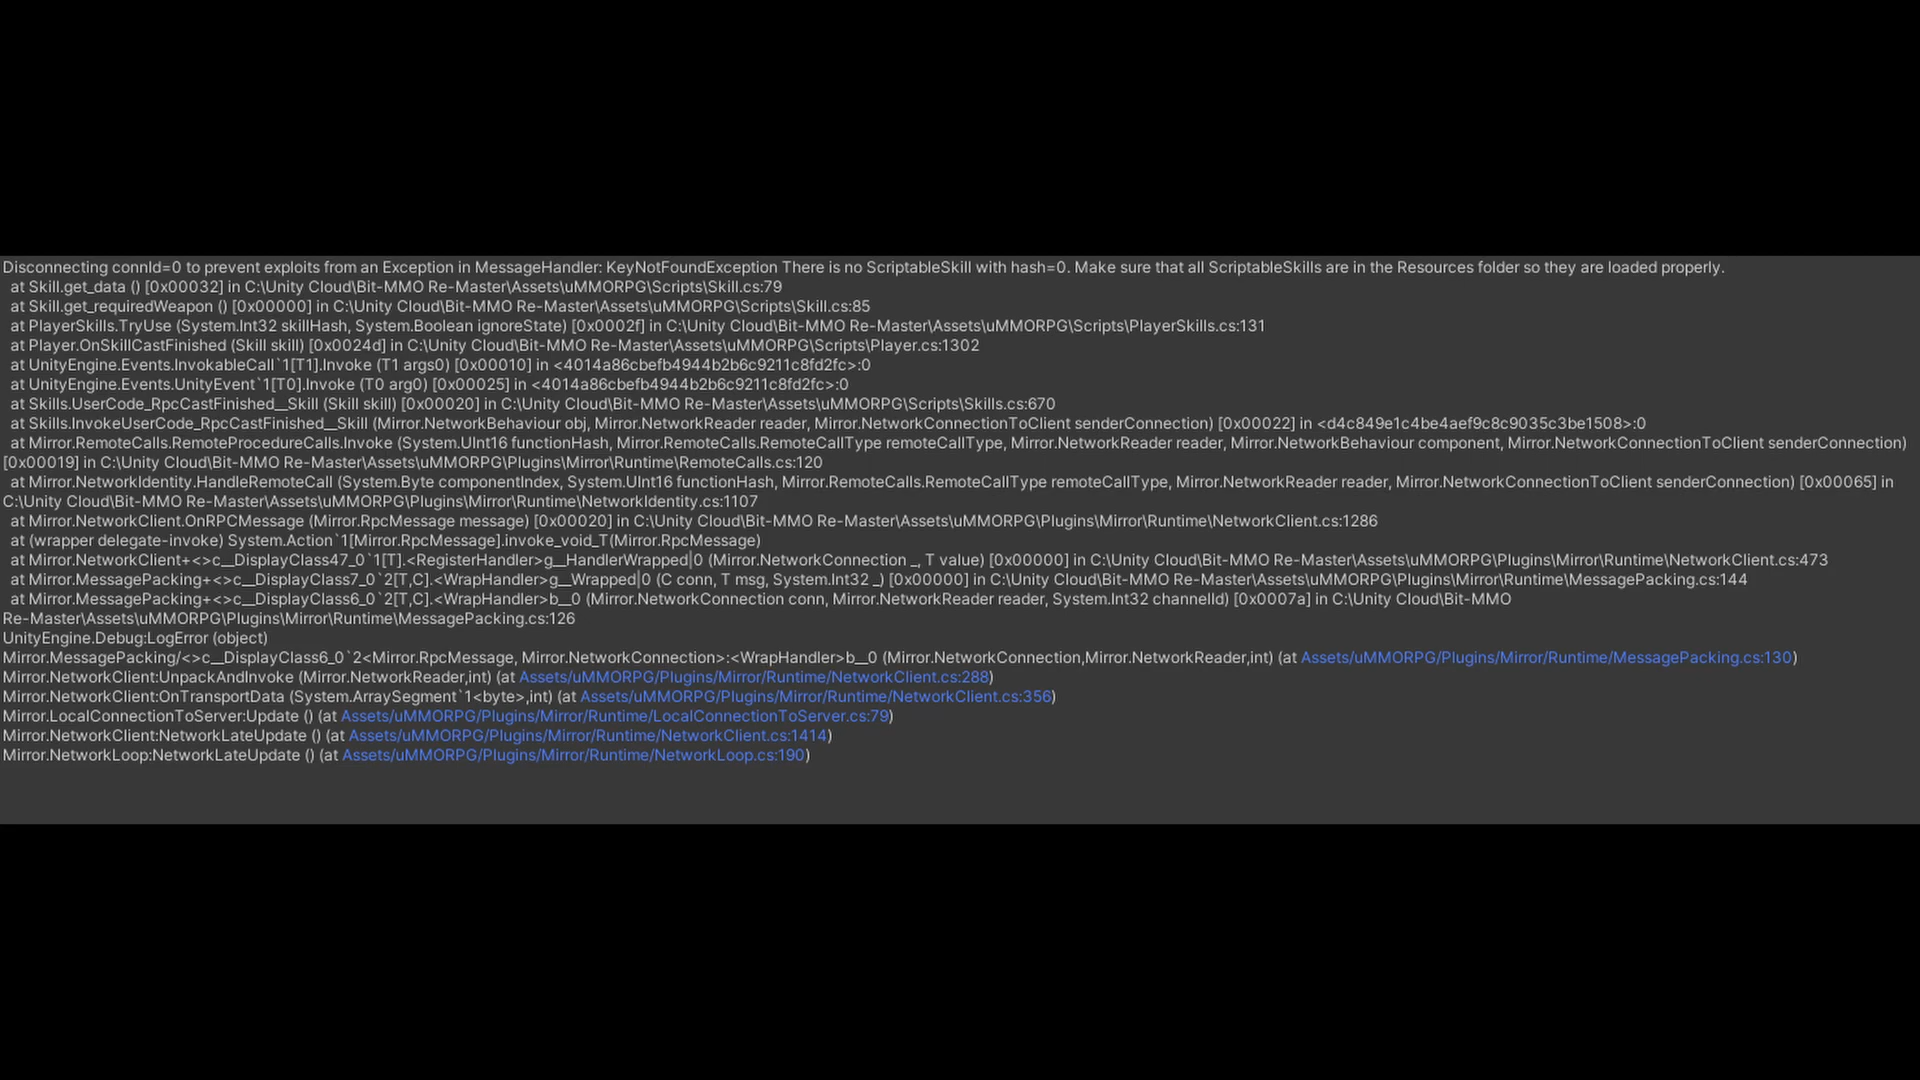 Disconnecting connId=0 to prevent exploits from an Exception in MessageHandler: KeyNotFoundException There is no ScriptableSkill with hash=0. Make sure that all ScriptableSkills are in the Resources folder so they are loaded properly.
at Skill.get_data () [0x00032] in C:\Unity Cloud\Bit-MMO Re-Master\Assets\uMMORPG\Scripts\Skill.cs:79
at Skill.get_requiredWeapon () [0x00000] in C:\Unity Cloud\Bit-MMO Re-Master\Assets\uMMORPG\Scripts\Skill.cs:85
at PlayerSkills.TryUse (System.Int32 skillHash, System.Boolean ignoreState) [0x0002f] in C:\Unity Cloud\Bit-MMO Re-Master\Assets\uMMORPG\Scripts\PlayerSkills.cs:131
at Player.OnSkillCastFinished (Skill skill) [0x0024d] in C:\Unity Cloud\Bit-MMO Re-Master\Assets\uMMORPG\Scripts\Player.cs:1302
at UnityEngine.Events.InvokableCall`1[T1].Invoke (T1 args0) [0x00010] in <4014a86cbefb4944b2b6c9211c8fd2fc>:0
at UnityEngine.Events.UnityEvent`1[T0].Invoke (T0 arg0) [0x00025] in <4014a86cbefb4944b2b6c9211c8fd2fc>:0
at Skills.UserCode_RpcCastFinished__Skill (Skill skill) [0x00020] in C:\Unity Cloud\Bit-MMO Re-Master\Assets\uMMORPG\Scripts\Skills.cs:670
at Skills.InvokeUserCode_RpcCastFinished__Skill (Mirror.NetworkBehaviour obj, Mirror.NetworkReader reader, Mirror.NetworkConnectionToClient senderConnection) [0x00022] in <d4c849e1c4be4aef9c8c9035c3be1508>:0
at Mirror.RemoteCalls.RemoteProcedureCalls.Invoke (System.UInt16 functionHash, Mirror.RemoteCalls.RemoteCallType remoteCallType, Mirror.NetworkReader reader, Mirror.NetworkBehaviour component, Mirror.NetworkConnectionToClient senderConnection)
[0x00019] in C:\Unity Cloud\Bit-MMO Re-Master\Assets\uMMORPG\Plugins\Mirror\Runtime\RemoteCalls.cs:120
at Mirror.NetworkIdentity.HandleRemoteCall (System.Byte componentIndex, System.UInt16 functionHash, Mirror.RemoteCalls.RemoteCallType remoteCallType, Mirror.NetworkReader reader, Mirror.NetworkConnectionToClient senderConnection) [0x00065] in
C:\Unity Cloud\Bit-MMO Re-Master\Assets\uMMORPG\Plugins\Mirror\Runtime\NetworkIdentity.cs:1107
at Mirror.NetworkClient.OnRPCMessage (Mirror.RpcMessage message) [0x00020] in C:\Unity Cloud\Bit-MMO Re-Master\Assets\uMMORPG\Plugins\Mirror\Runtime\NetworkClient.cs:1286
at (wrapper delegate-invoke) System.Action`1[Mirror.RpcMessage].invoke_void_T(Mirror.RpcMessage)
at Mirror.NetworkClient+<>c__DisplayClass47_0`1[T].<RegisterHandler>g__HandlerWrapped|0 (Mirror.NetworkConnection _, T value) [0x00000] in C:\Unity Cloud\Bit-MMO Re-Master\Assets\uMMORPG\Plugins\Mirror\Runtime\NetworkClient.cs:473
at Mirror.MessagePacking+<>c__DisplayClass7_0`2[T,C].<WrapHandler>g__Wrapped|0 (C conn, T msg, System.Int32 _) [0x00000] in C:\Unity Cloud\Bit-MMO Re-Master\Assets\uMMORPG\Plugins\Mirror\Runtime\MessagePacking.cs:144
at Mirror.MessagePacking+<>c__DisplayClass6_0`2[T,C].<WrapHandler>b__0 (Mirror.NetworkConnection conn, Mirror.NetworkReader reader, System.Int32 channelId) [0x0007a] in C:\Unity Cloud\Bit-MMO
Re-Master\Assets\uMMORPG\Plugins\Mirror\Runtime\MessagePacking.cs:126
UnityEngine.Debug:LogError (object)
Mirror.MessagePacking/<>c__DisplayClass6_0`2<Mirror.RpcMessage, Mirror.NetworkConnection>:<WrapHandler>b__0 (Mirror.NetworkConnection,Mirror.NetworkReader,int) (at Assets/uMMORPG/Plugins/Mirror/Runtime/MessagePacking.cs:130)
Mirror.NetworkClient:UnpackAndInvoke (Mirror.NetworkReader,int) (at Assets/uMMORPG/Plugins/Mirror/Runtime/NetworkClient.cs:288)
Mirror.NetworkClient:OnTransportData (System.ArraySegment`1<byte>,int) (at Assets/uMMORPG/Plugins/Mirror/Runtime/NetworkClient.cs:356)
Mirror.LocalConnectionToServer:Update () (at Assets/uMMORPG/Plugins/Mirror/Runtime/LocalConnectionToServer.cs:79)
Mirror.NetworkClient:NetworkLateUpdate () (at Assets/uMMORPG/Plugins/Mirror/Runtime/NetworkClient.cs:1414)
Mirror.NetworkLoop:NetworkLateUpdate () (at Assets/uMMORPG/Plugins/Mirror/Runtime/NetworkLoop.cs:190)